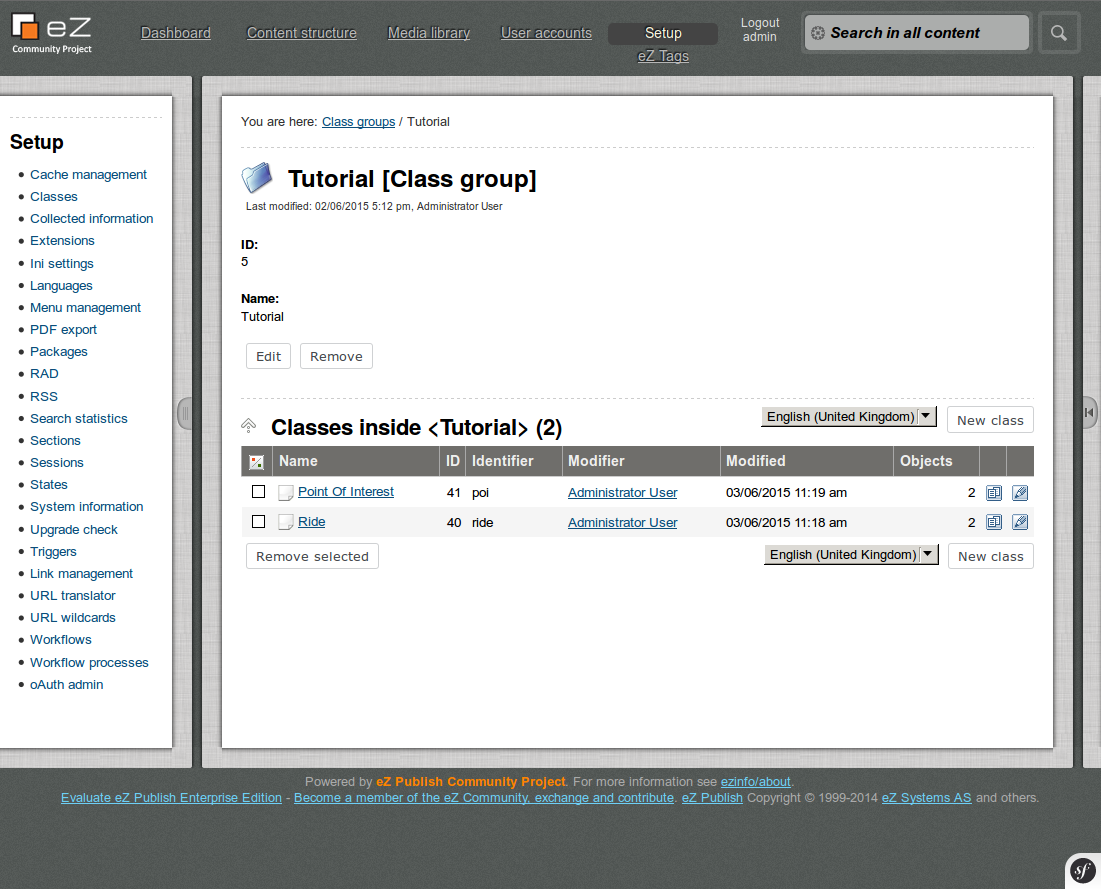 eZ
Community Project
Dashboard
Content structure
Media library
User accounts
Setup
eZ Tags
Logout
admin
Search in all content
Setup
Cache management
Classes
Collected information
Extensions
Ini settings
Languages
Menu management
PDF export
Packages
RAD
RSS
Search statistics
Sections
Sessions
States
System information
Upgrade check
Triggers
Link management
URL translator
URL wildcards
Workflows
Workflow processes
oAuth admin
You are here: Class groups / Tutorial
Tutorial [Class group]
Last modified: 02/06/2015 5:12 pm, Administrator User
ID:
5
Name:
Tutorial
Edit Remove
Classes inside <Tutorial> (2) English (United Kingdom) New class
Name ID Identifier Modifier Modified Objects
Point Of Interest 41 poi Administrator User 03/06/2015 11:19 am 2
Ride 40 ride Administrator User 03/06/2015 11:18 am 2
Remove selected English (United Kingdom) New class
Powered by eZ Publish Community Project. For more information see ezinfo/about.
Evaluate eZ Publish Enterprise Edition - Become a member of the eZ Community, exchange and contribute. eZ Publish Copyright © 1999-2014 eZ Systems AS and others.
sf